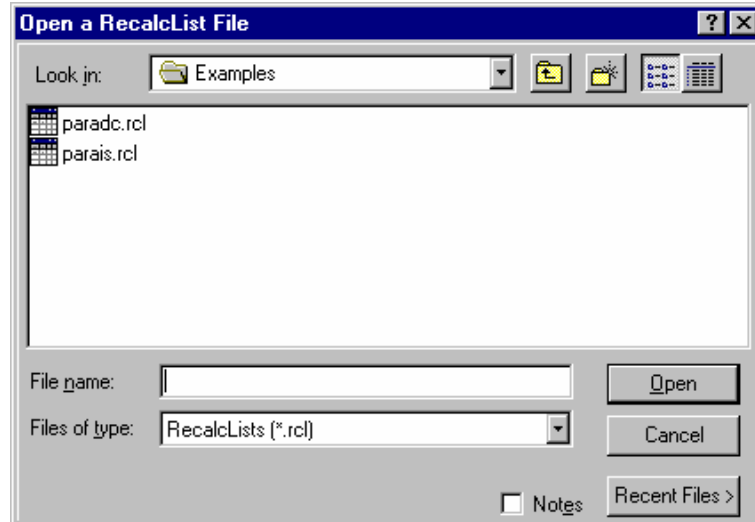 Open a RecalcList File
Look in: Examples
paradc.rcl
parais.rcl
File name: Open
Files of type: RecalcLists (*.rcl) Cancel
Notes Recent Files >